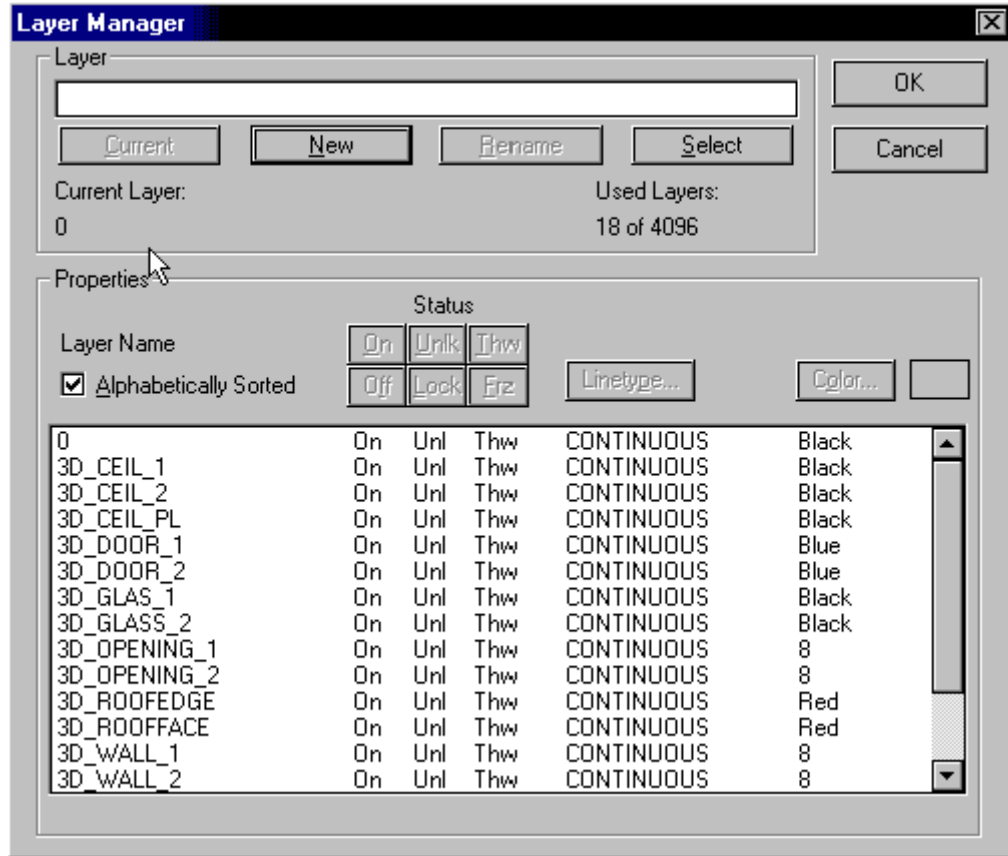 Layer Manager
Layer
OK
Current New Rename Select
Cancel
Current Layer: Used Layers:
0 18 of 4096
Properties
Status
Layer Name On Unlk Thw
Alphabetically Sorted Off Lock Frz Linetype... Color...
0 On Unl Thw CONTINUOUS Black
3D_CEIL_1 On Unl Thw CONTINUOUS Black
3D_CEIL_2 On Unl Thw CONTINUOUS Black
3D_CEIL_PL On Unl Thw CONTINUOUS Black
3D_DOOR_1 On Unl Thw CONTINUOUS Blue
3D_DOOR_2 On Unl Thw CONTINUOUS Blue
3D_GLAS_1 On Unl Thw CONTINUOUS Black
3D_GLASS_2 On Unl Thw CONTINUOUS Black
3D_OPENING_1 On Unl Thw CONTINUOUS 8
3D_OPENING_2 On Unl Thw CONTINUOUS 8
3D_ROOFEDGE On Unl Thw CONTINUOUS Red
3D_ROOFFACE On Unl Thw CONTINUOUS Red
3D_WALL_1 On Unl Thw CONTINUOUS 8
3D_WALL_2 On Unl Thw CONTINUOUS 8